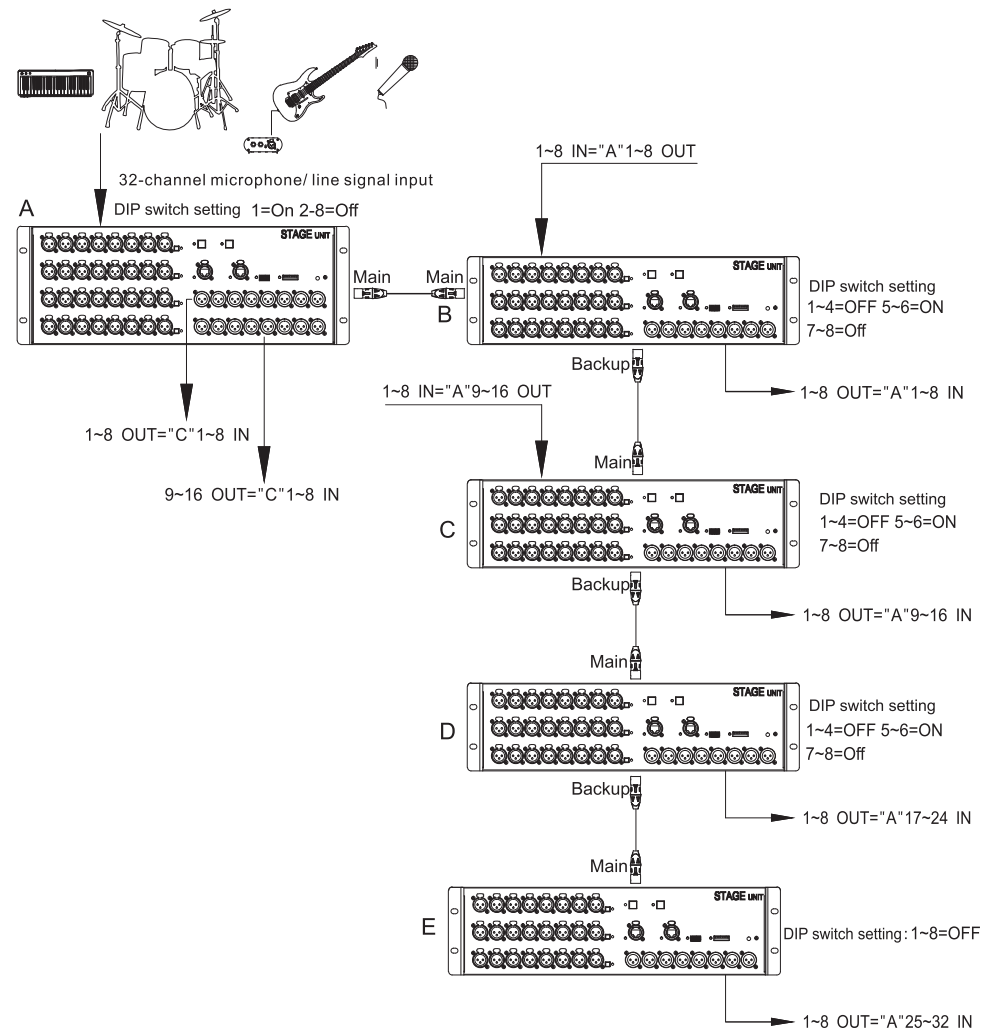 1~8 IN="A"1~8 OUT
32-channel microphone/ line signal input
A
DIP switch setting 1=On 2-8=Off
STAGE UNIT
Main
Main
B
STAGE UNIT
DIP switch setting
1~4=OFF 5~6=ON
7~8=Off
Backup
1~8 OUT="A"1~8 IN
1~8 IN="A"9~16 OUT
1~8 OUT="C"1~8 IN
9~16 OUT="C"1~8 IN
Main
C
STAGE UNIT
DIP switch setting
1~4=OFF 5~6=ON
7~8=Off
Backup
1~8 OUT="A"9~16 IN
Main
D
STAGE UNIT
DIP switch setting
1~4=OFF 5~6=ON
7~8=Off
Backup
1~8 OUT="A"17~24 IN
Main
E
STAGE UNIT
DIP switch setting: 1~8=OFF
1~8 OUT="A"25~32 IN